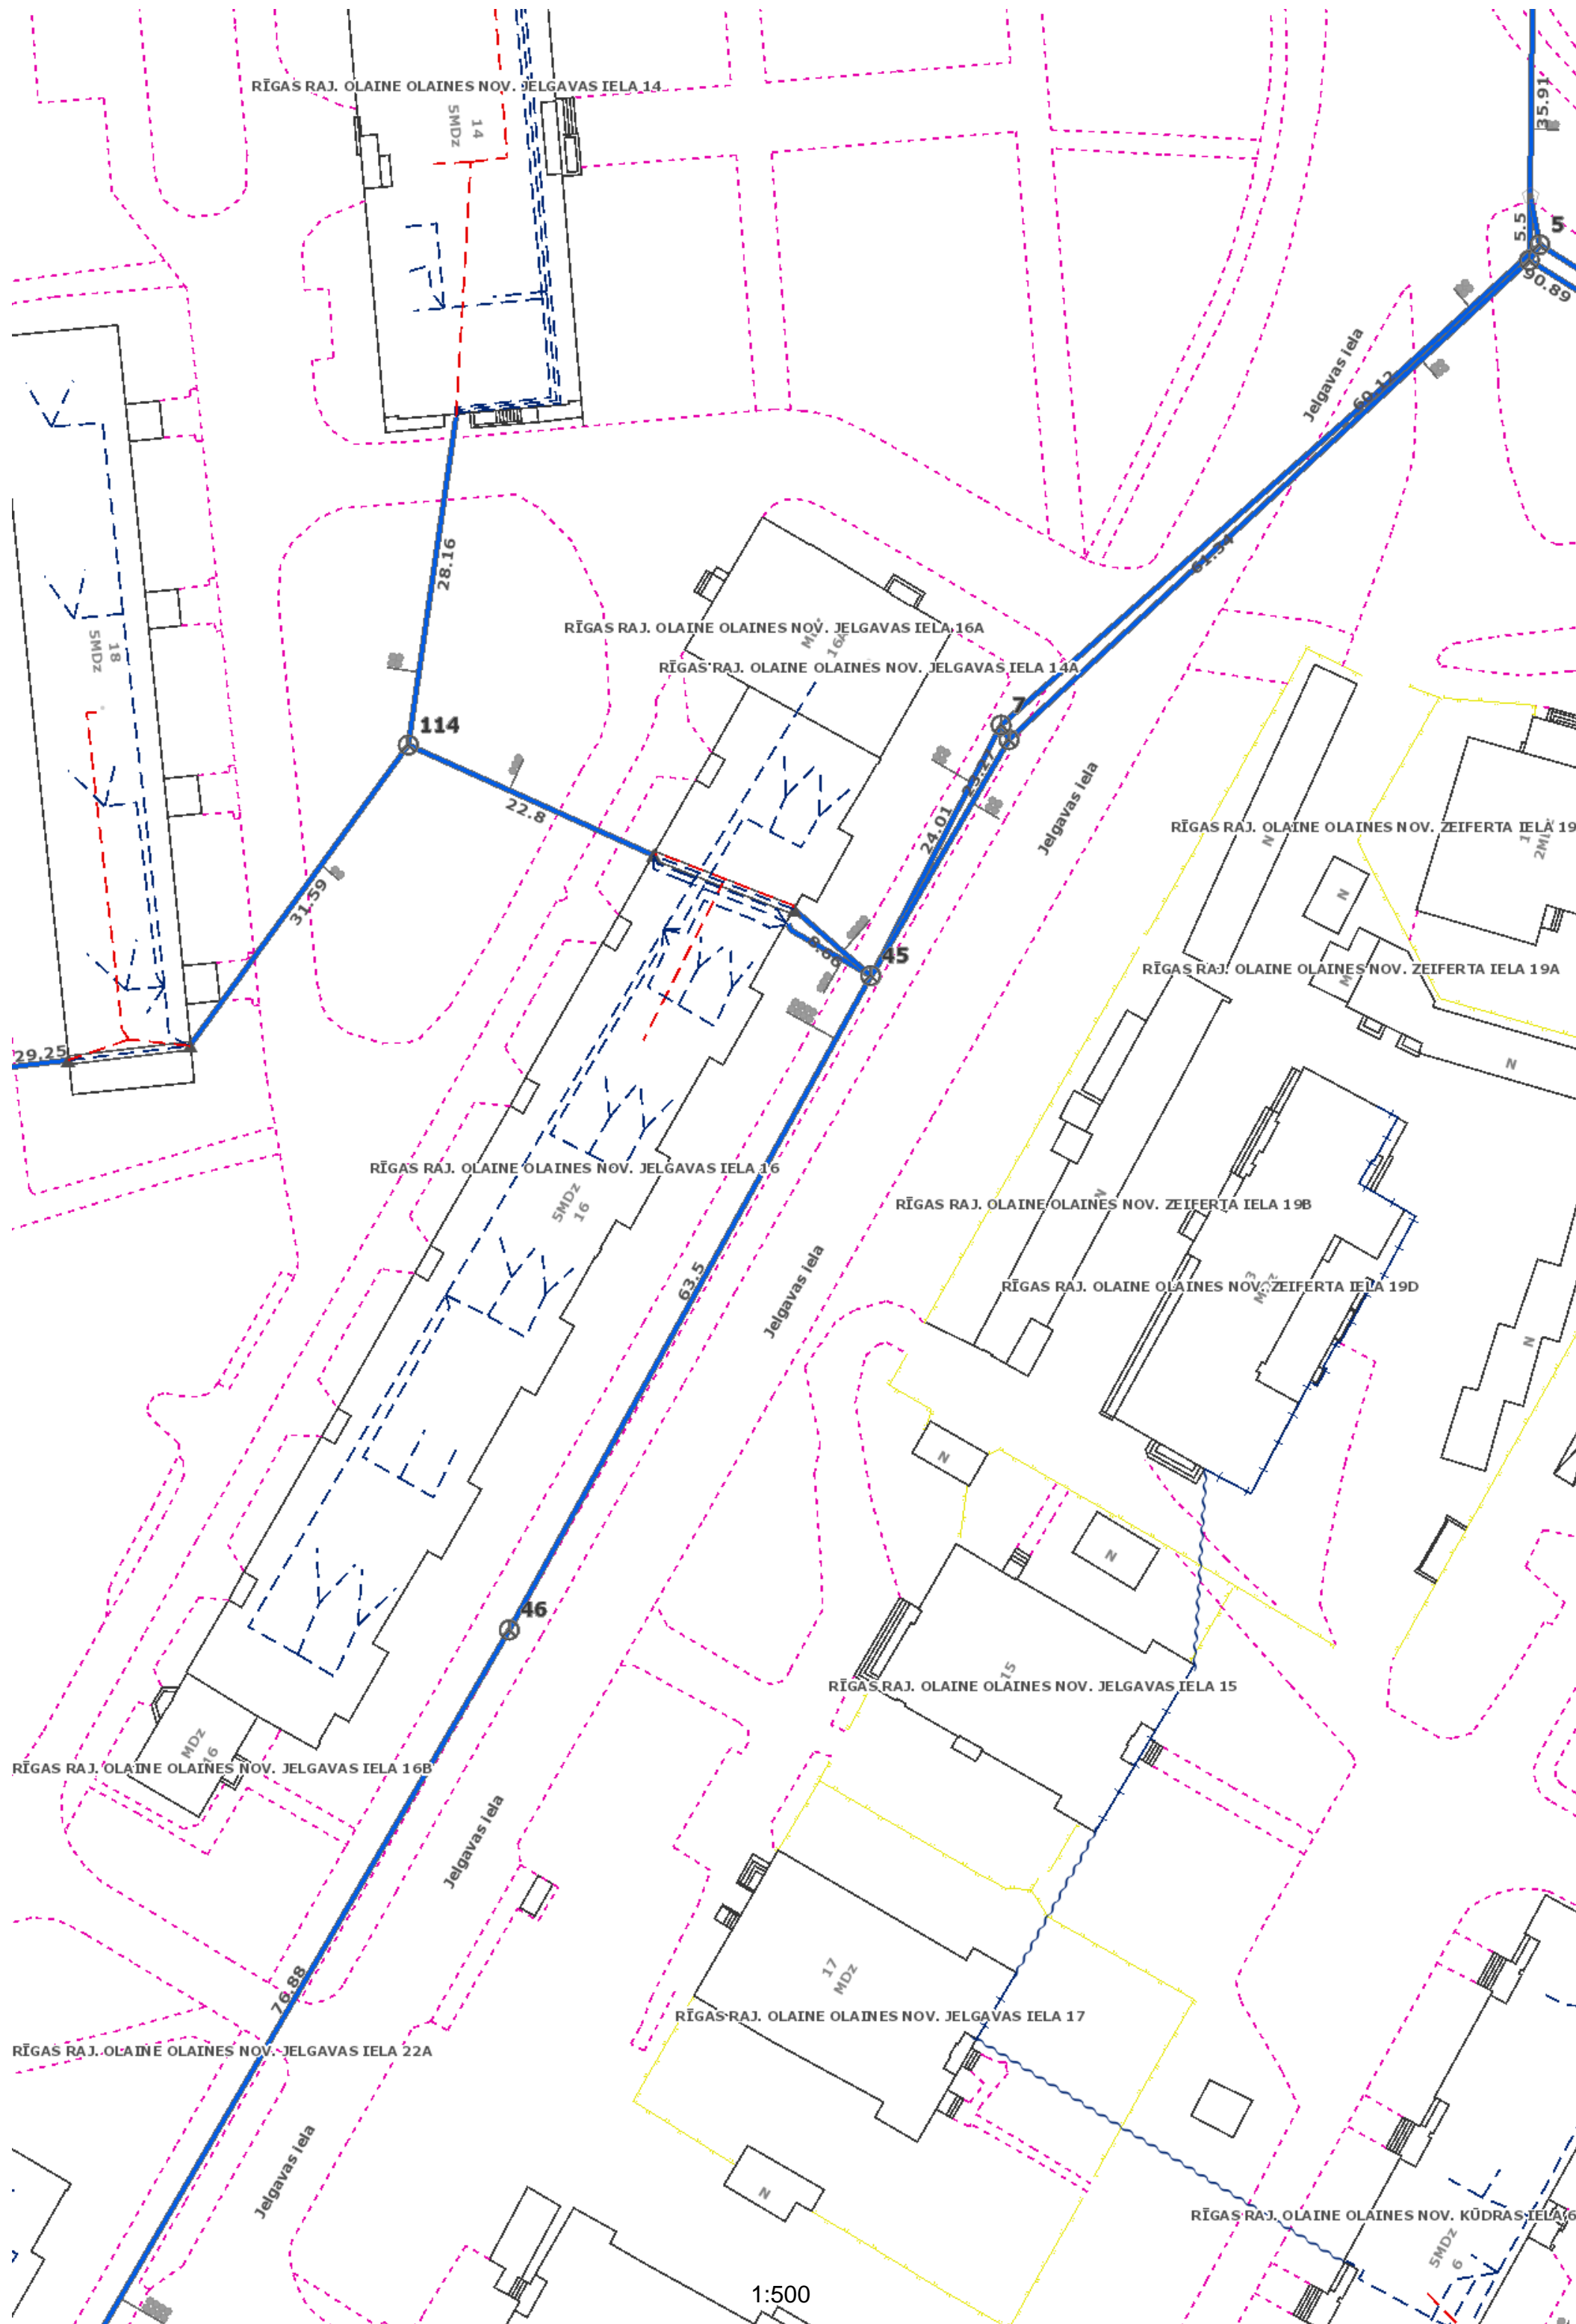 RĪGAS RAJ. OLAINE OLAINES NOV. JELGAVAS IELA 14
14
5MDz
35.91
5.5
5
90.89
Jelgavas iela
60.12
61.54
28.16
RĪGAS RAJ. OLAINE OLAINES NOV. JELGAVAS IELA 16A
16A
RĪGAS RAJ. OLAINE OLAINES NOV. JELGAVAS IELA 14A
18
5MDz
7
114
22.8
23.27
24.01
Jelgavas iela
N
RĪGAS RAJ. OLAINE OLAINES NOV. ZEIFERTA IELA 19
N
31.59
45
RĪGAS RAJ. OLAINE OLAINES NOV. ZEIFERTA IELA 19A
29.25
N
RĪGAS RAJ. OLAINE OLAINES NOV. JELGAVAS IELA 16
5MDz
16
N
RĪGAS RAJ. OLAINE OLAINES NOV. ZEIFERTA IELA 19B
63.5
Jelgavas iela
RĪGAS RAJ. OLAINE OLAINES NOV. ZEIFERTA IELA 19D
N
N
N
46
15
RĪGAS RAJ. OLAINE OLAINES NOV. JELGAVAS IELA 15
MDz
16
RĪGAS RAJ. OLAINE OLAINES NOV. JELGAVAS IELA 16B
Jelgavas iela
76.88
17
MDz
RĪGAS RAJ. OLAINE OLAINES NOV. JELGAVAS IELA 17
RĪGAS RAJ. OLAINE OLAINES NOV. JELGAVAS IELA 22A
Jelgavas iela
N
RĪGAS RAJ. OLAINE OLAINES NOV. KŪDRAS IELA 6
5MDz
6
1:500